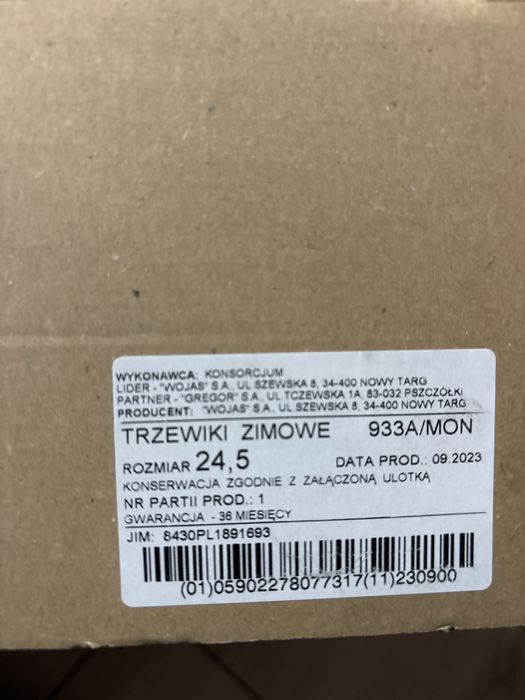 WYKONAWCA: KONSORCJUM
LIDER - "WOJAS" S.A., UL SZEWSKA 8, 34-400 NOWY TARG
PARTNER - "GREGOR" S.A., UL TCZEWSKA 1A, 83-032 PSZCZÓŁKI
PRODUCENT: "WOJAS" S.A., UL SZEWSKA 8, 34-400 NOWY TARG
TRZEWIKI ZIMOWE 933A/MON
ROZMIAR 24,5 DATA PROD.: 09.2023
KONSERWACJA ZGODNIE Z ZAŁĄCZONĄ ULOTKĄ
NR PARTII PROD.: 1
GWARANCJA - 36 MIESIĘCY
JIM: 8430PL1891693
(01)05902278077317(11)230900